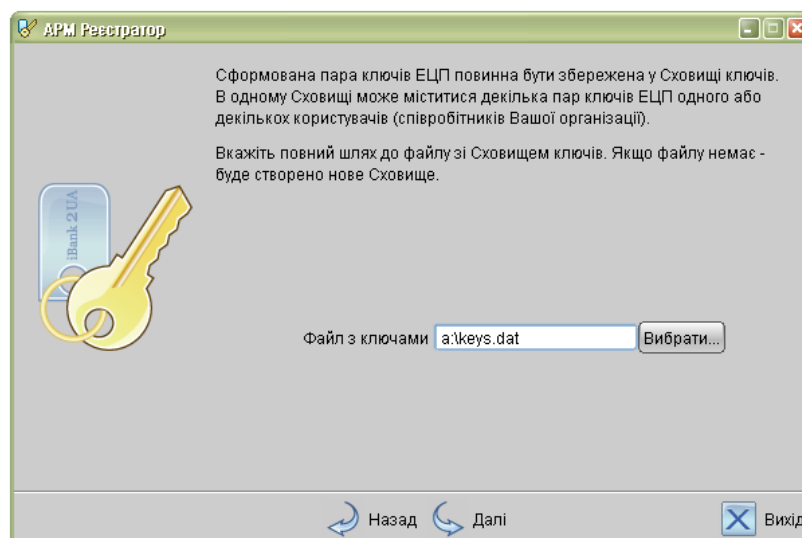 АРМ Реєстратор
Сформована пара ключів ЕЦП повинна бути збережена у Сховищі ключів.
В одному Сховищі може міститися декілька пар ключів ЕЦП одного або
декількох користувачів (співробітників Вашої організації).
Вкажіть повний шлях до файлу зі Сховищем ключів. Якщо файлу немає -
буде створено нове Сховище.
iBank 2 UA
Файл з ключами a:\keys.dat Вибрати...
Назад Далі Вихід